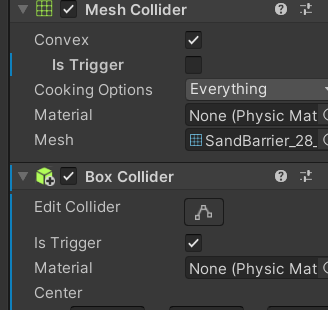 Mesh Collider
Convex
Is Trigger
Cooking Options Everything
Material None (Physic Mat
Mesh SandBarrier_28_
Box Collider
Edit Collider
Is Trigger
Material None (Physic Mat
Center